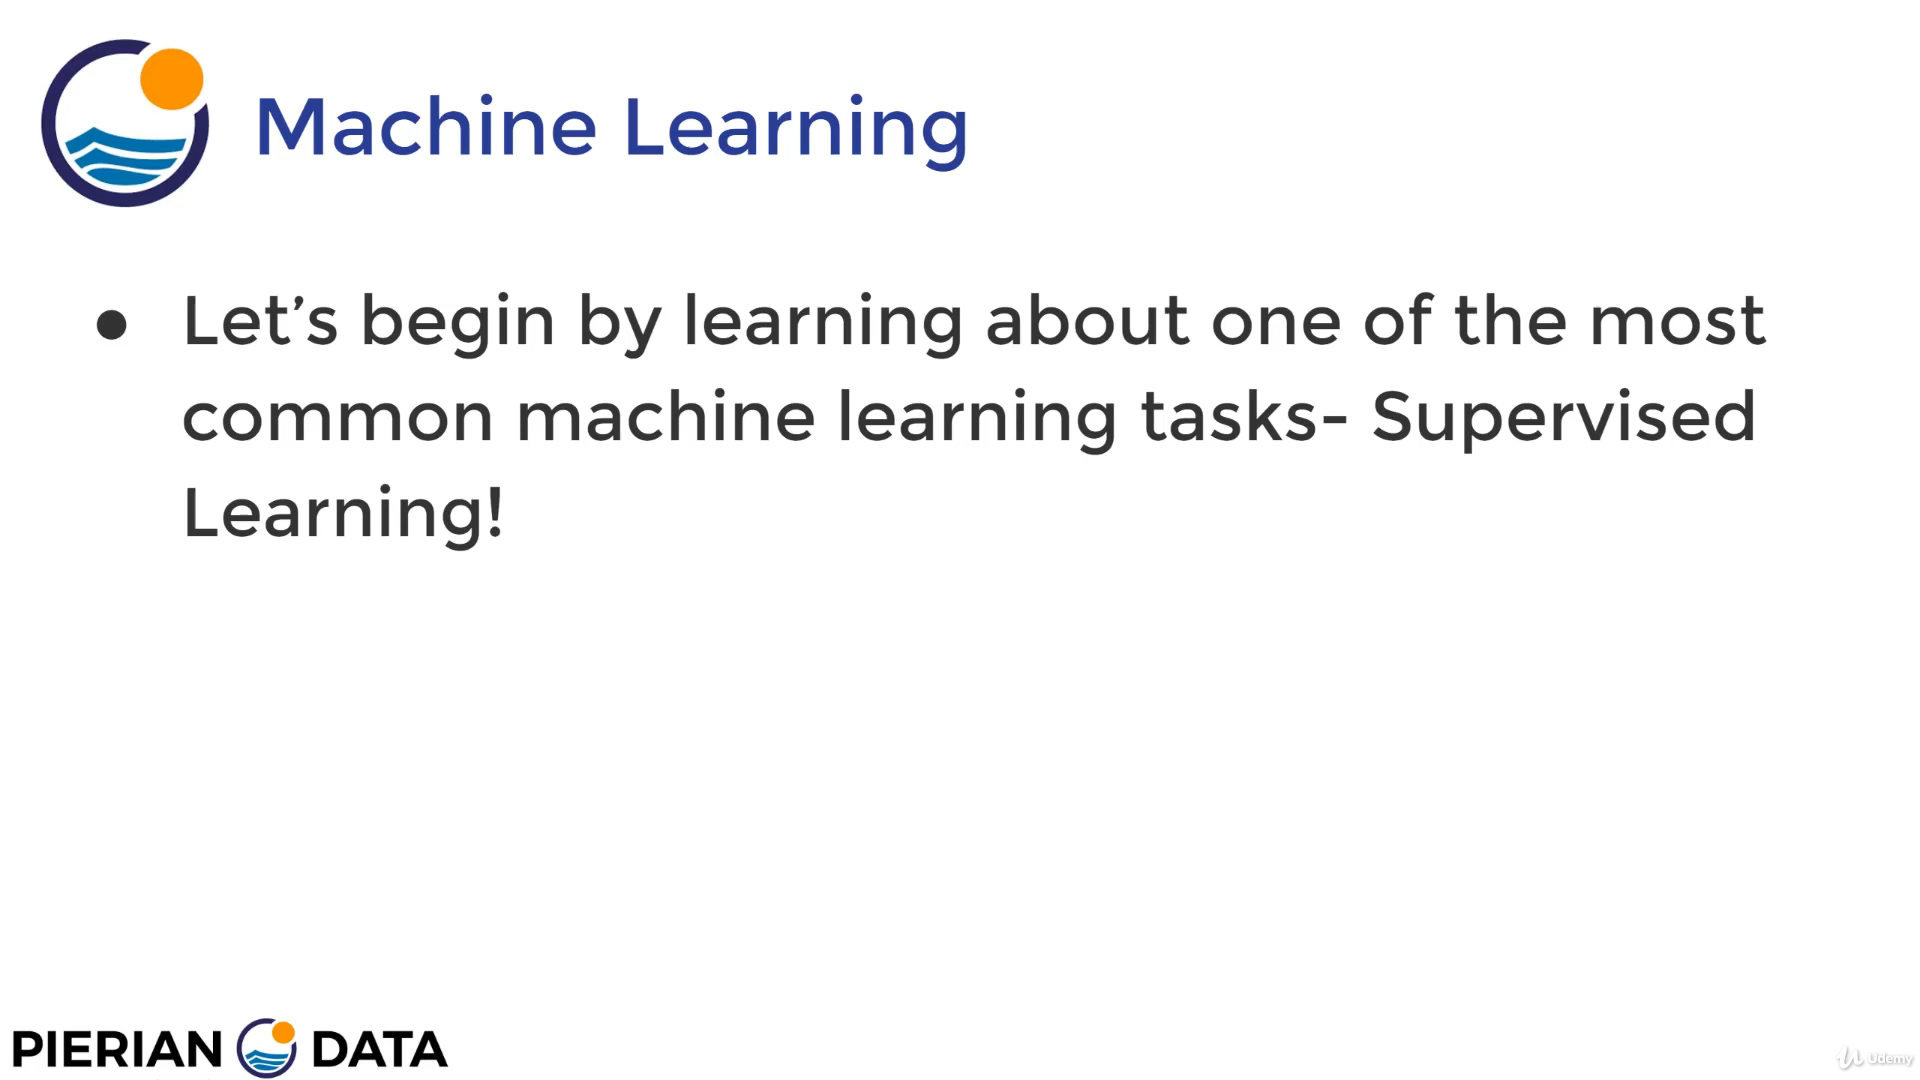 Machine Learning
● Let’s begin by learning about one of the most
common machine learning tasks- Supervised
Learning!
PIERIAN DATA
Udemy